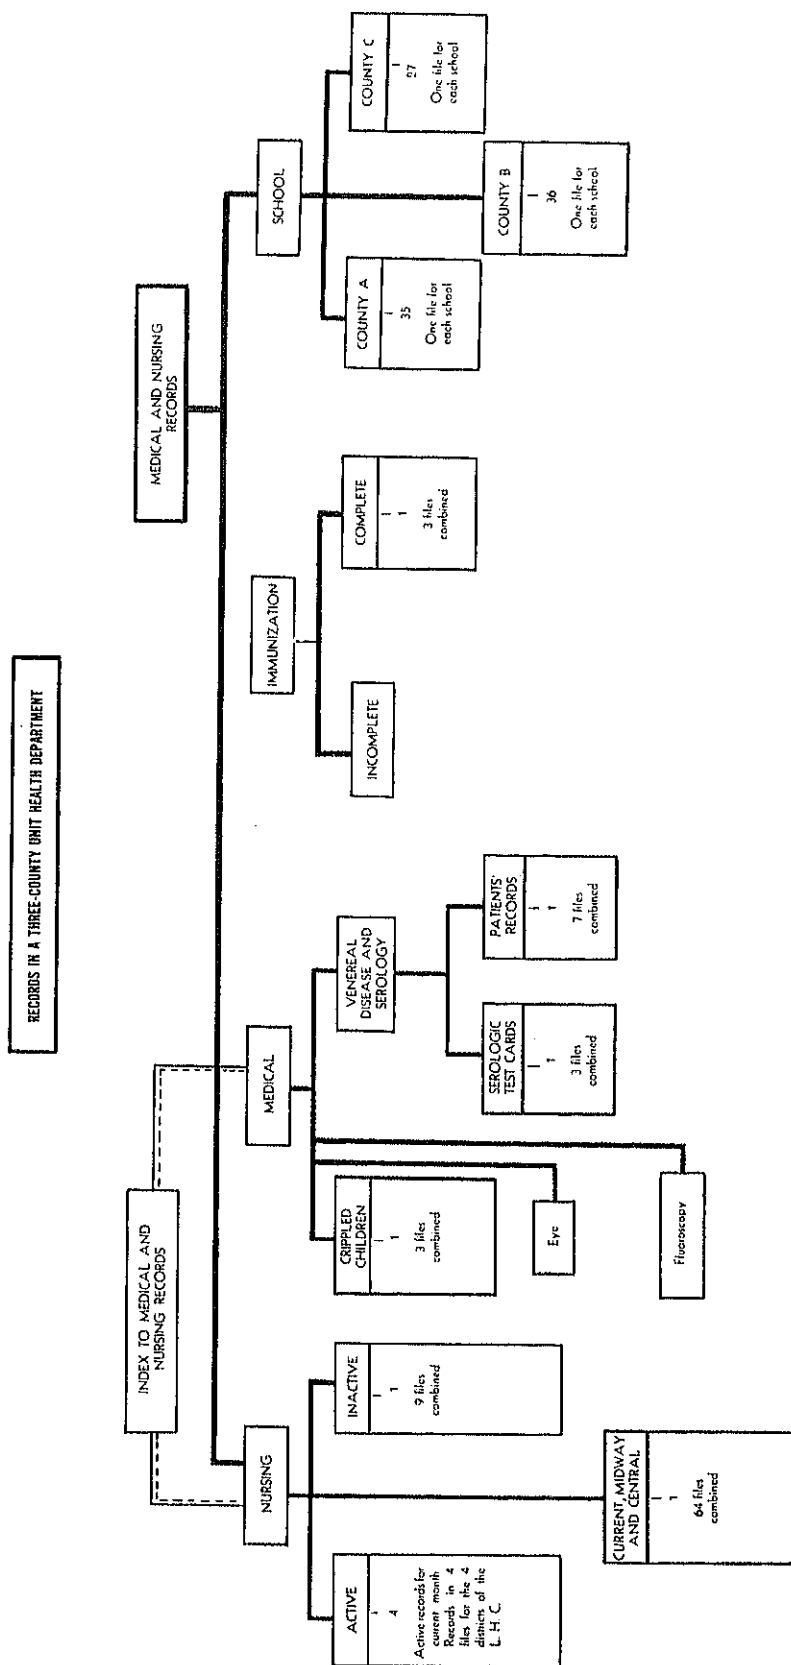 RECORDS IN A THREE-COUNTY UNIT HEALTH DEPARTMENT
INDEX TO MEDICAL AND
NURSING RECORDS
MEDICAL AND NURSING
RECORDS
NURSING
MEDICAL
IMMUNIZATION
SCHOOL
ACTIVE
4
Active records for
current month
Records in 4
files for the 4
districts of the
L. H. C.
INACTIVE
1
9 files
combined
CURRENT, MIDWAY
AND CENTRAL
1
64 files
combined
CRIPPLED
CHILDREN
1
3 files
combined
Eye
Fluoroscopy
VENEREAL
DISEASE AND
SEROLOGY
SEROLOGIC
TEST CARDS
1
3 files
combined
PATIENTS'
RECORDS
1
7 files
combined
INCOMPLETE
COMPLETE
1
3 files
combined
COUNTY A
35
One file for
each school
COUNTY B
36
One file for
each school
COUNTY C
27
One file for
each school